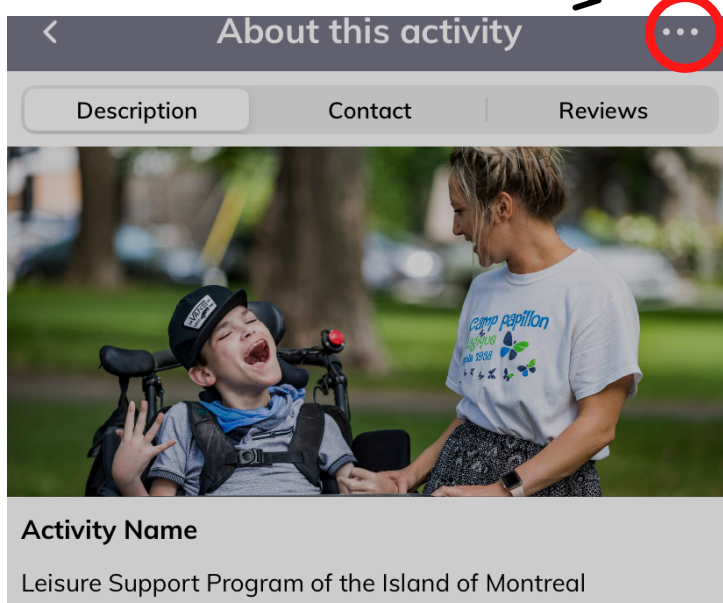 About this activity
Description Contact Reviews
VANS
camp papillon
1938
Activity Name
Leisure Support Program of the Island of Montreal